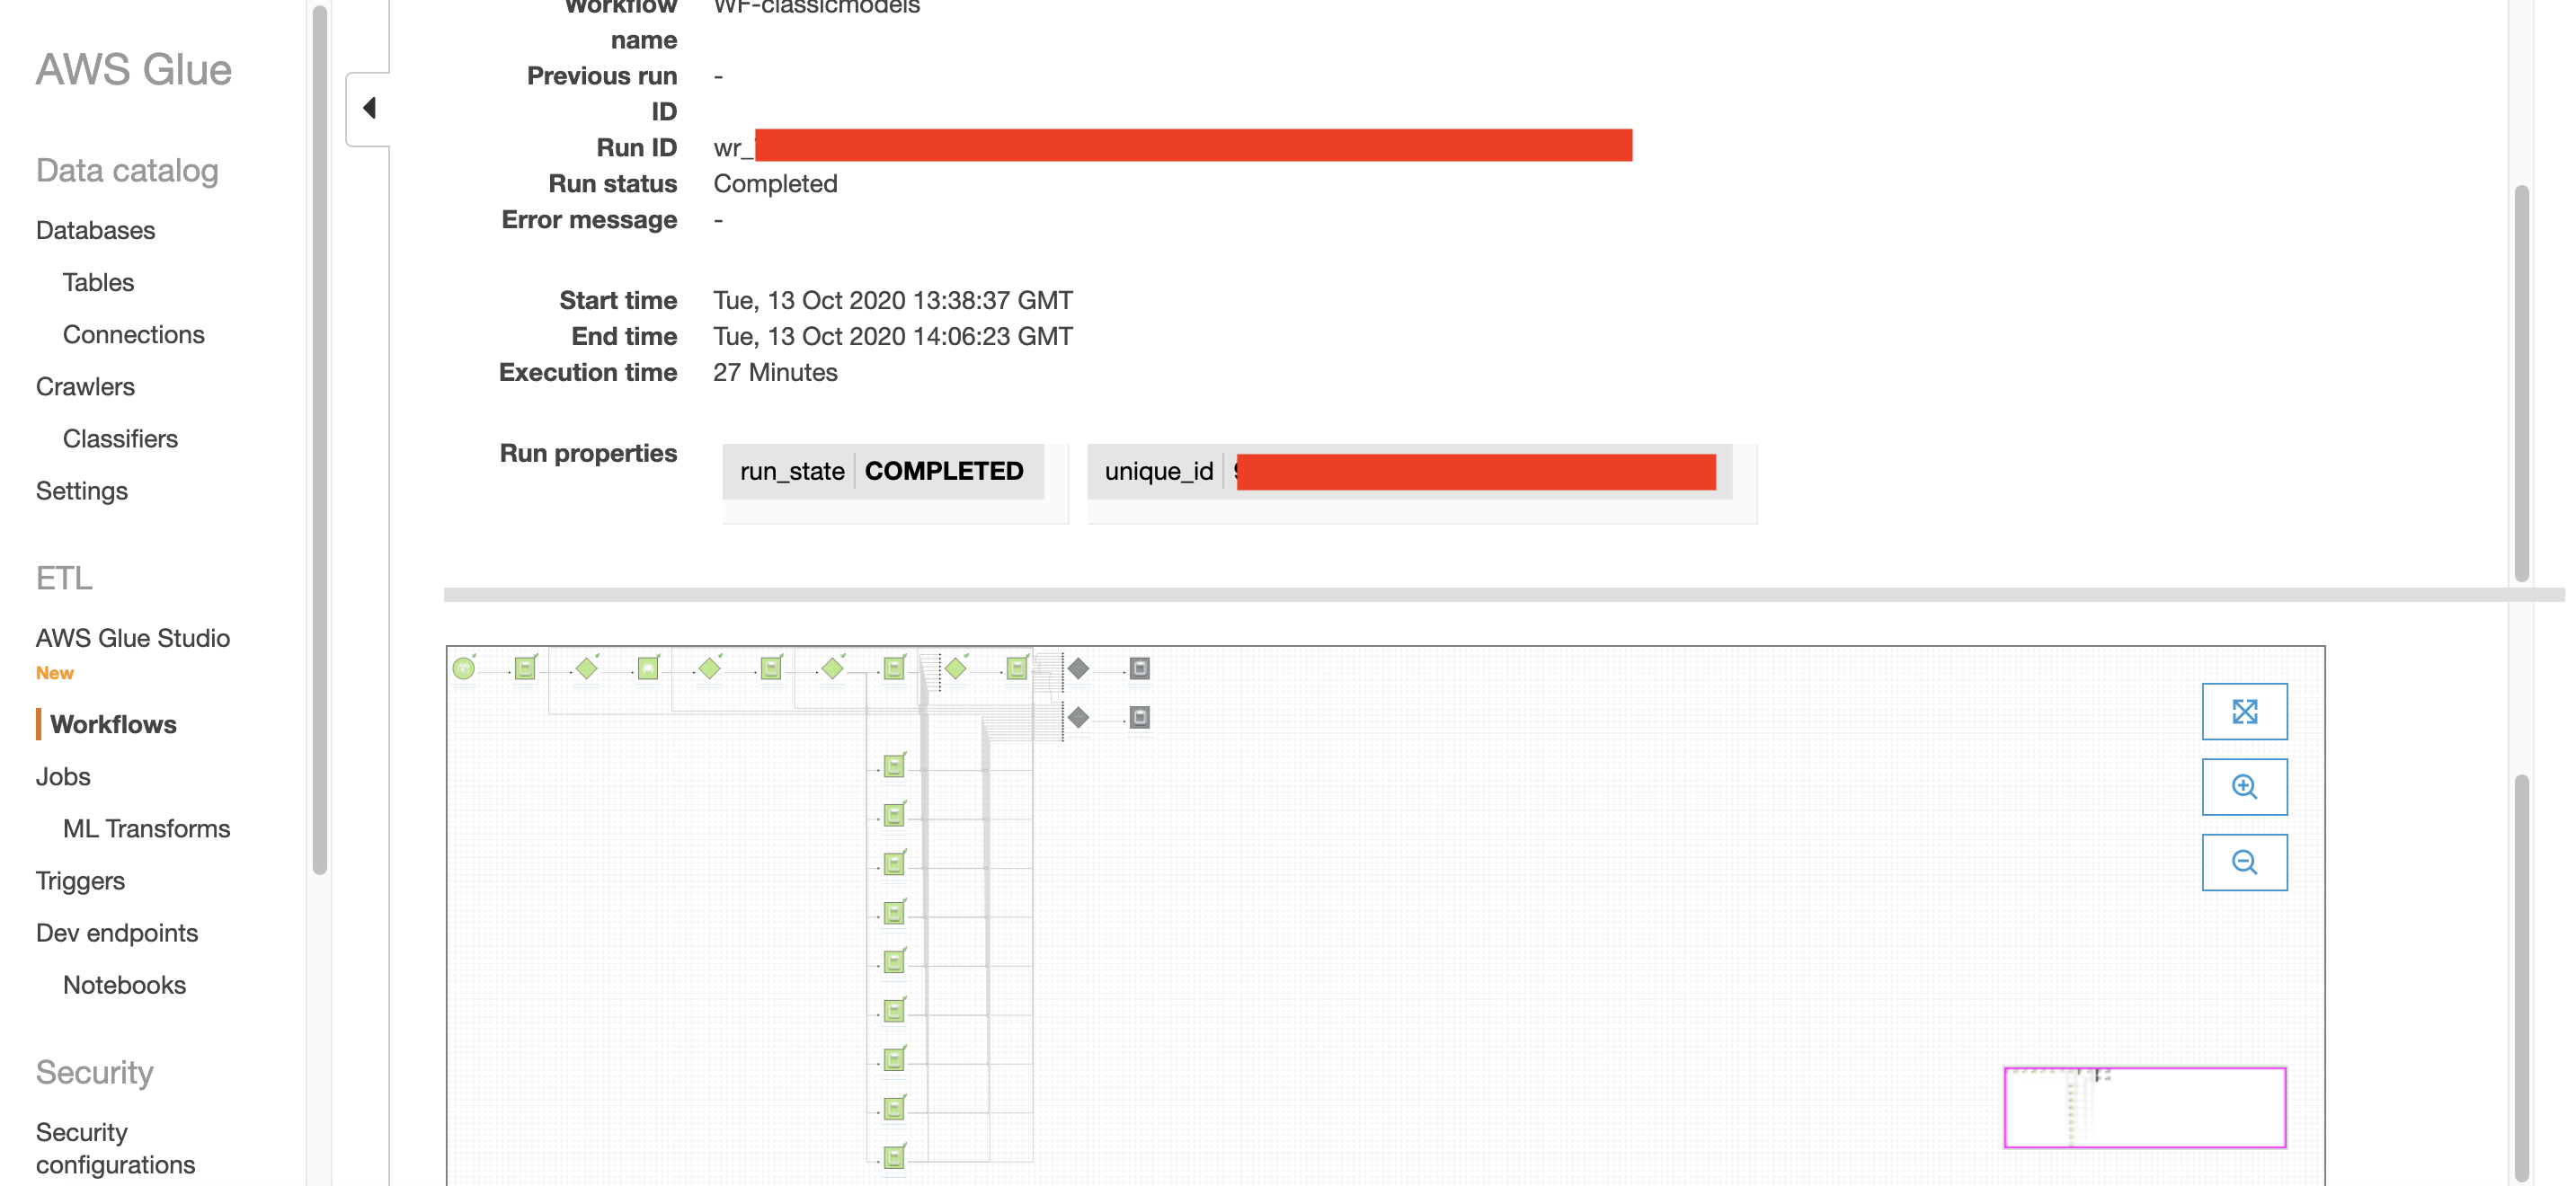 AWS Glue
Data catalog
Databases
Tables
Connections
Crawlers
Classifiers
Settings
ETL
AWS Glue Studio
New
Workflows
Jobs
ML Transforms
Triggers
Dev endpoints
Notebooks
Security
Security
configurations
Workflow WF-classicmodels
name
Previous run -
ID
Run ID wr_
Run status Completed
Error message -
Start time Tue, 13 Oct 2020 13:38:37 GMT
End time Tue, 13 Oct 2020 14:06:23 GMT
Execution time 27 Minutes
Run properties run_state COMPLETED unique_id